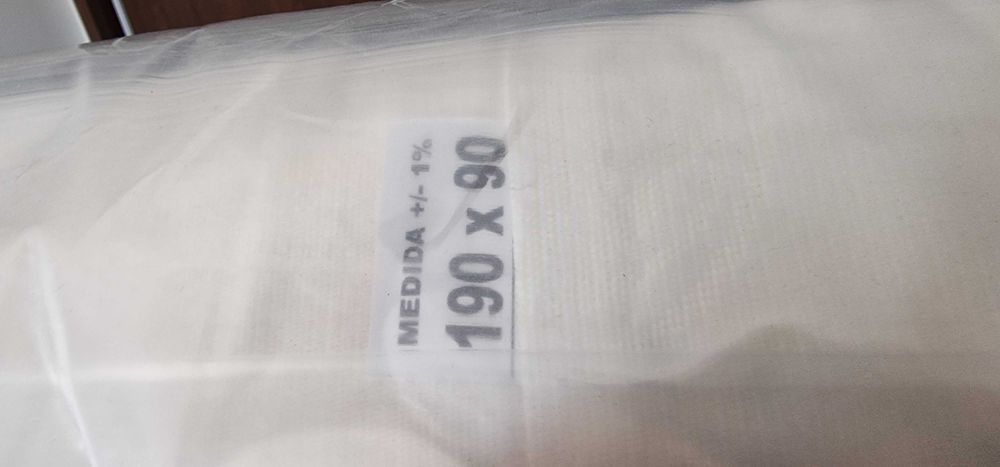 MEDIDA +/- 1%
190 x 90